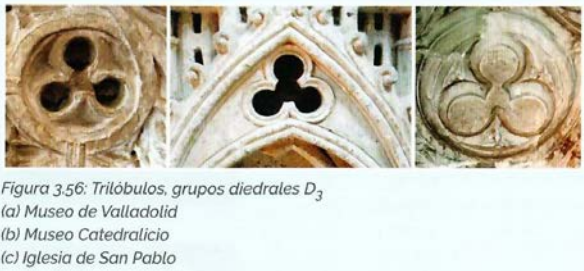 Figura 3.56: Trilóbulos, grupos diedrales D₃
(a) Museo de Valladolid
(b) Museo Catedralicio
(c) Iglesia de San Pablo